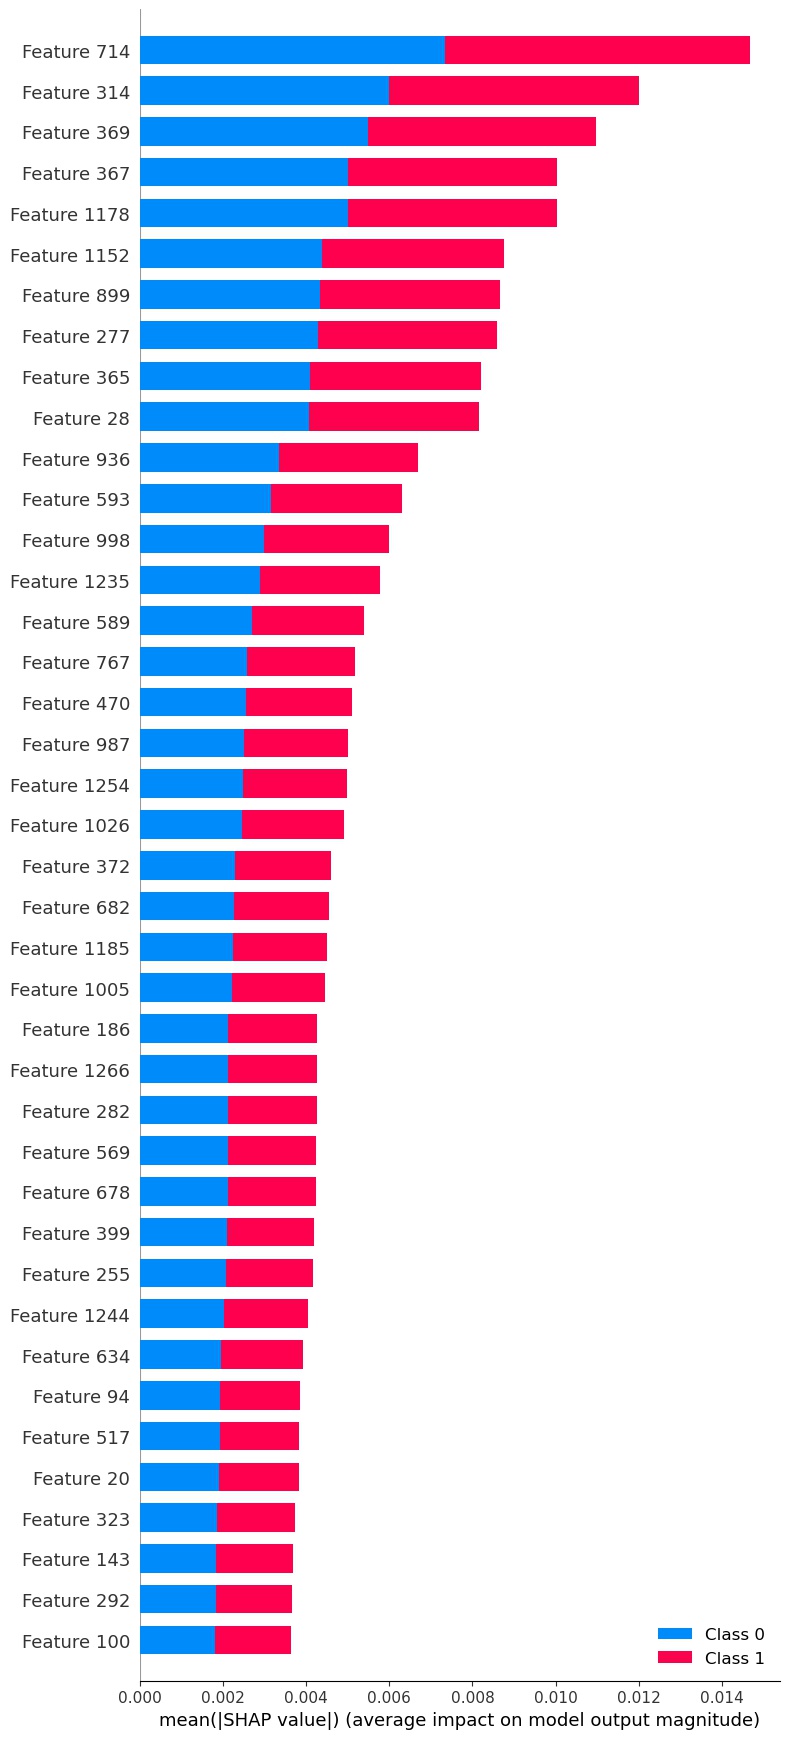 Feature 714
Feature 314
Feature 369
Feature 367
Feature 1178
Feature 1152
Feature 899
Feature 277
Feature 365
Feature 28
Feature 936
Feature 593
Feature 998
Feature 1235
Feature 589
Feature 767
Feature 470
Feature 987
Feature 1254
Feature 1026
Feature 372
Feature 682
Feature 1185
Feature 1005
Feature 186
Feature 1266
Feature 282
Feature 569
Feature 678
Feature 399
Feature 255
Feature 1244
Feature 634
Feature 94
Feature 517
Feature 20
Feature 323
Feature 143
Feature 292
Feature 100
Class 0
Class 1
0.000 0.002 0.004 0.006 0.008 0.010 0.012 0.014
mean(|SHAP value|) (average impact on model output magnitude)